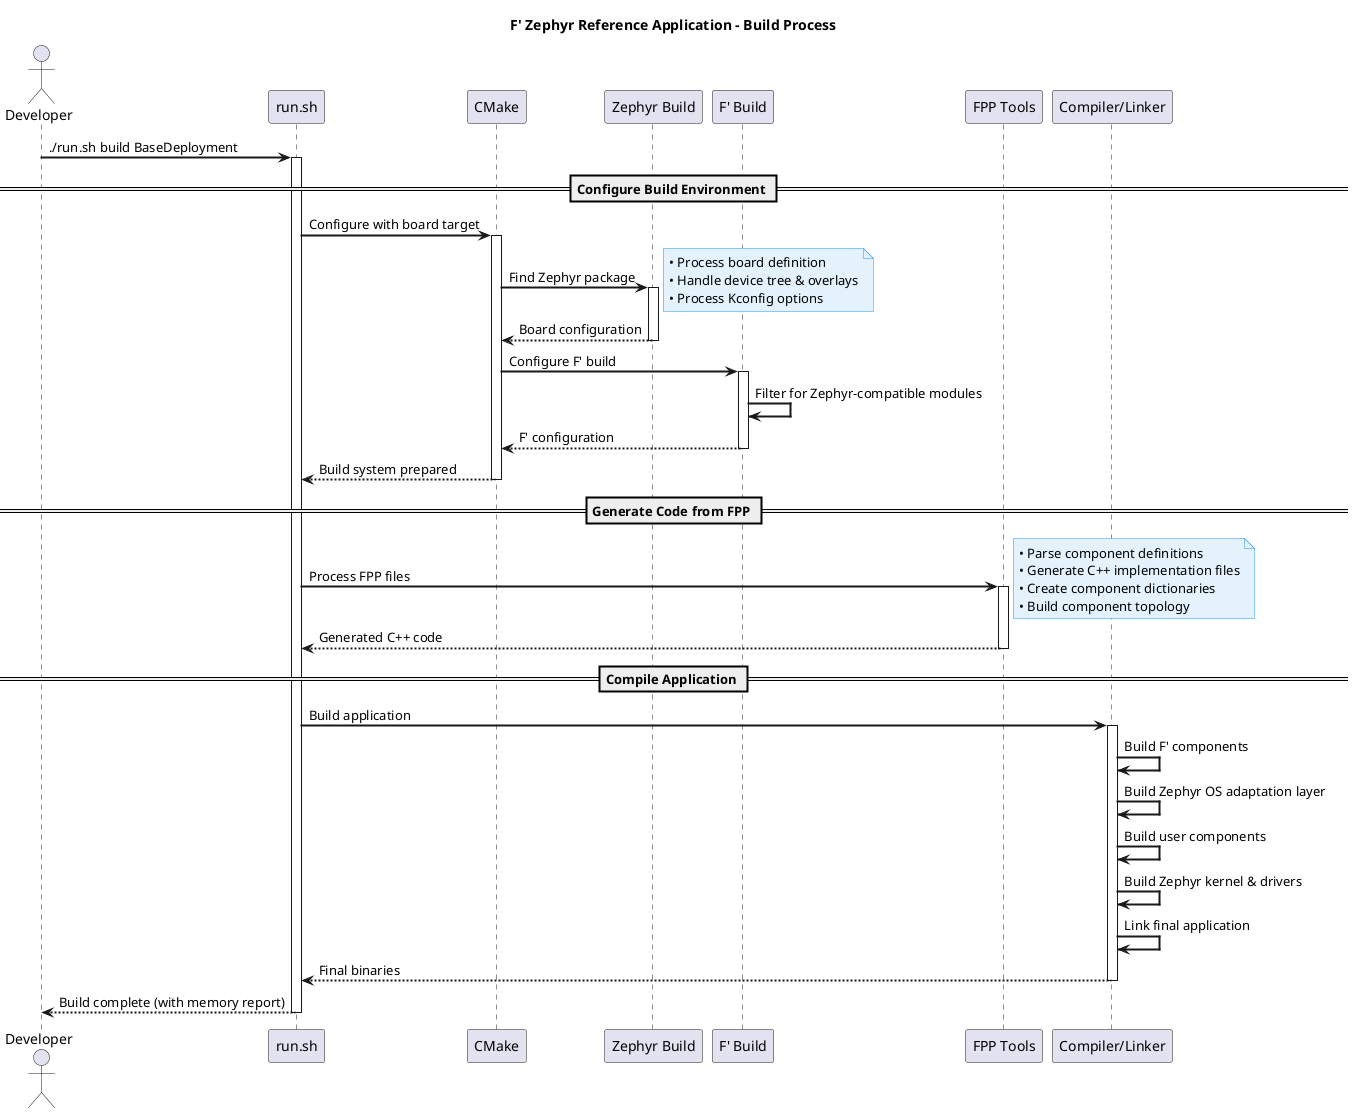 F' Zephyr Reference Application - Build Process
Developer
run.sh
CMake
Zephyr Build
F' Build
FPP Tools
Compiler/Linker
./run.sh build BaseDeployment
Configure Build Environment
Configure with board target
Find Zephyr package
• Process board definition
• Handle device tree & overlays
• Process Kconfig options
Board configuration
Configure F' build
Filter for Zephyr-compatible modules
F' configuration
Build system prepared
Generate Code from FPP
Process FPP files
• Parse component definitions
• Generate C++ implementation files
• Create component dictionaries
• Build component topology
Generated C++ code
Compile Application
Build application
Build F' components
Build Zephyr OS adaptation layer
Build user components
Build Zephyr kernel & drivers
Link final application
Final binaries
Build complete (with memory report)
Developer
run.sh
CMake
Zephyr Build
F' Build
FPP Tools
Compiler/Linker